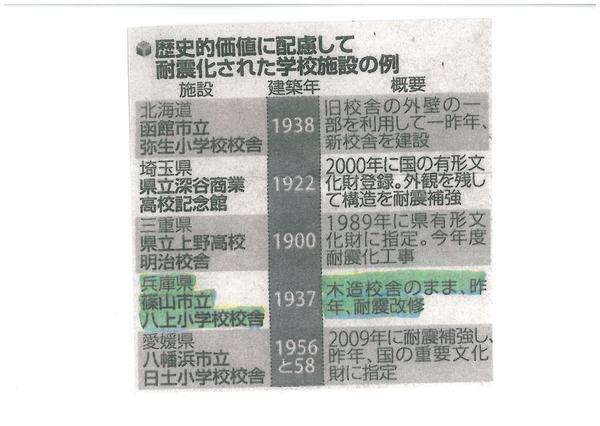 歴史的価値に配慮して
耐震化された学校施設の例
施設 建築年 概要
北海道
函館市立
弥生小学校校舎
1938
旧校舎の外壁の一
部を利用して一昨年、
新校舎を建設
埼玉県
県立深谷商業
高校記念館
1922
2000年に国の有形文
化財登録。外観を残し
て構造を耐震補強
三重県
県立上野高校
明治校舎
1900
1989年に県有形文
化財に指定。今年度
耐震化工事
兵庫県
篠山市立
八上小学校校舎
1937
木造校舎のまま、昨
年、耐震改修
愛媛県
八幡浜市立
日土小学校校舎
1956
と58
2009年に耐震補強し、
昨年、国の重要文化
財に指定